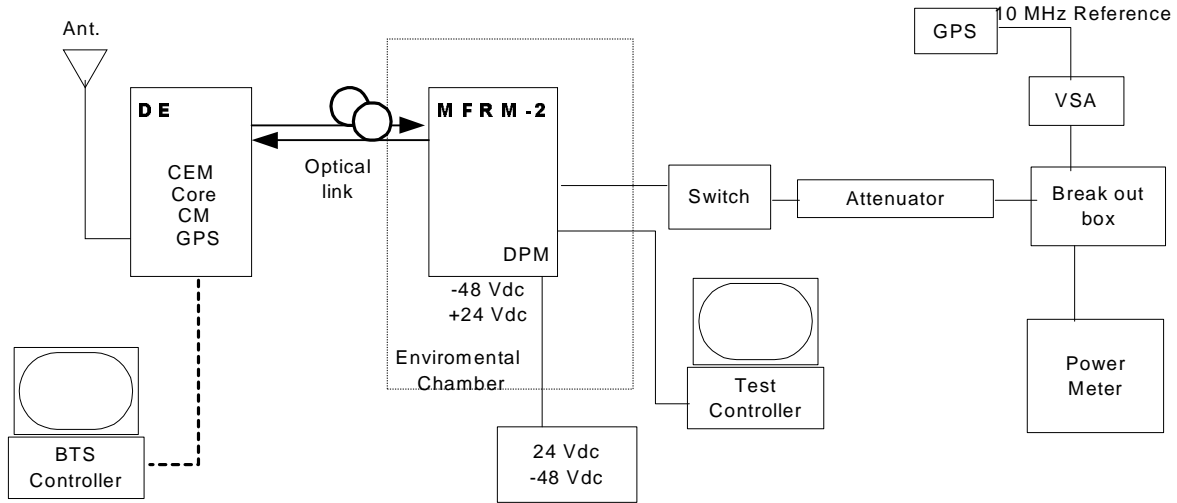 Ant.
DE
CEM
Core
CM
GPS
Optical
link
MFRM-2
DPM
-48 Vdc
+24 Vdc
Enviromental
Chamber
BTS
Controller
24 Vdc
-48 Vdc
Test
Controller
Switch
Attenuator
GPS
10 MHz Reference
VSA
Break out
box
Power
Meter